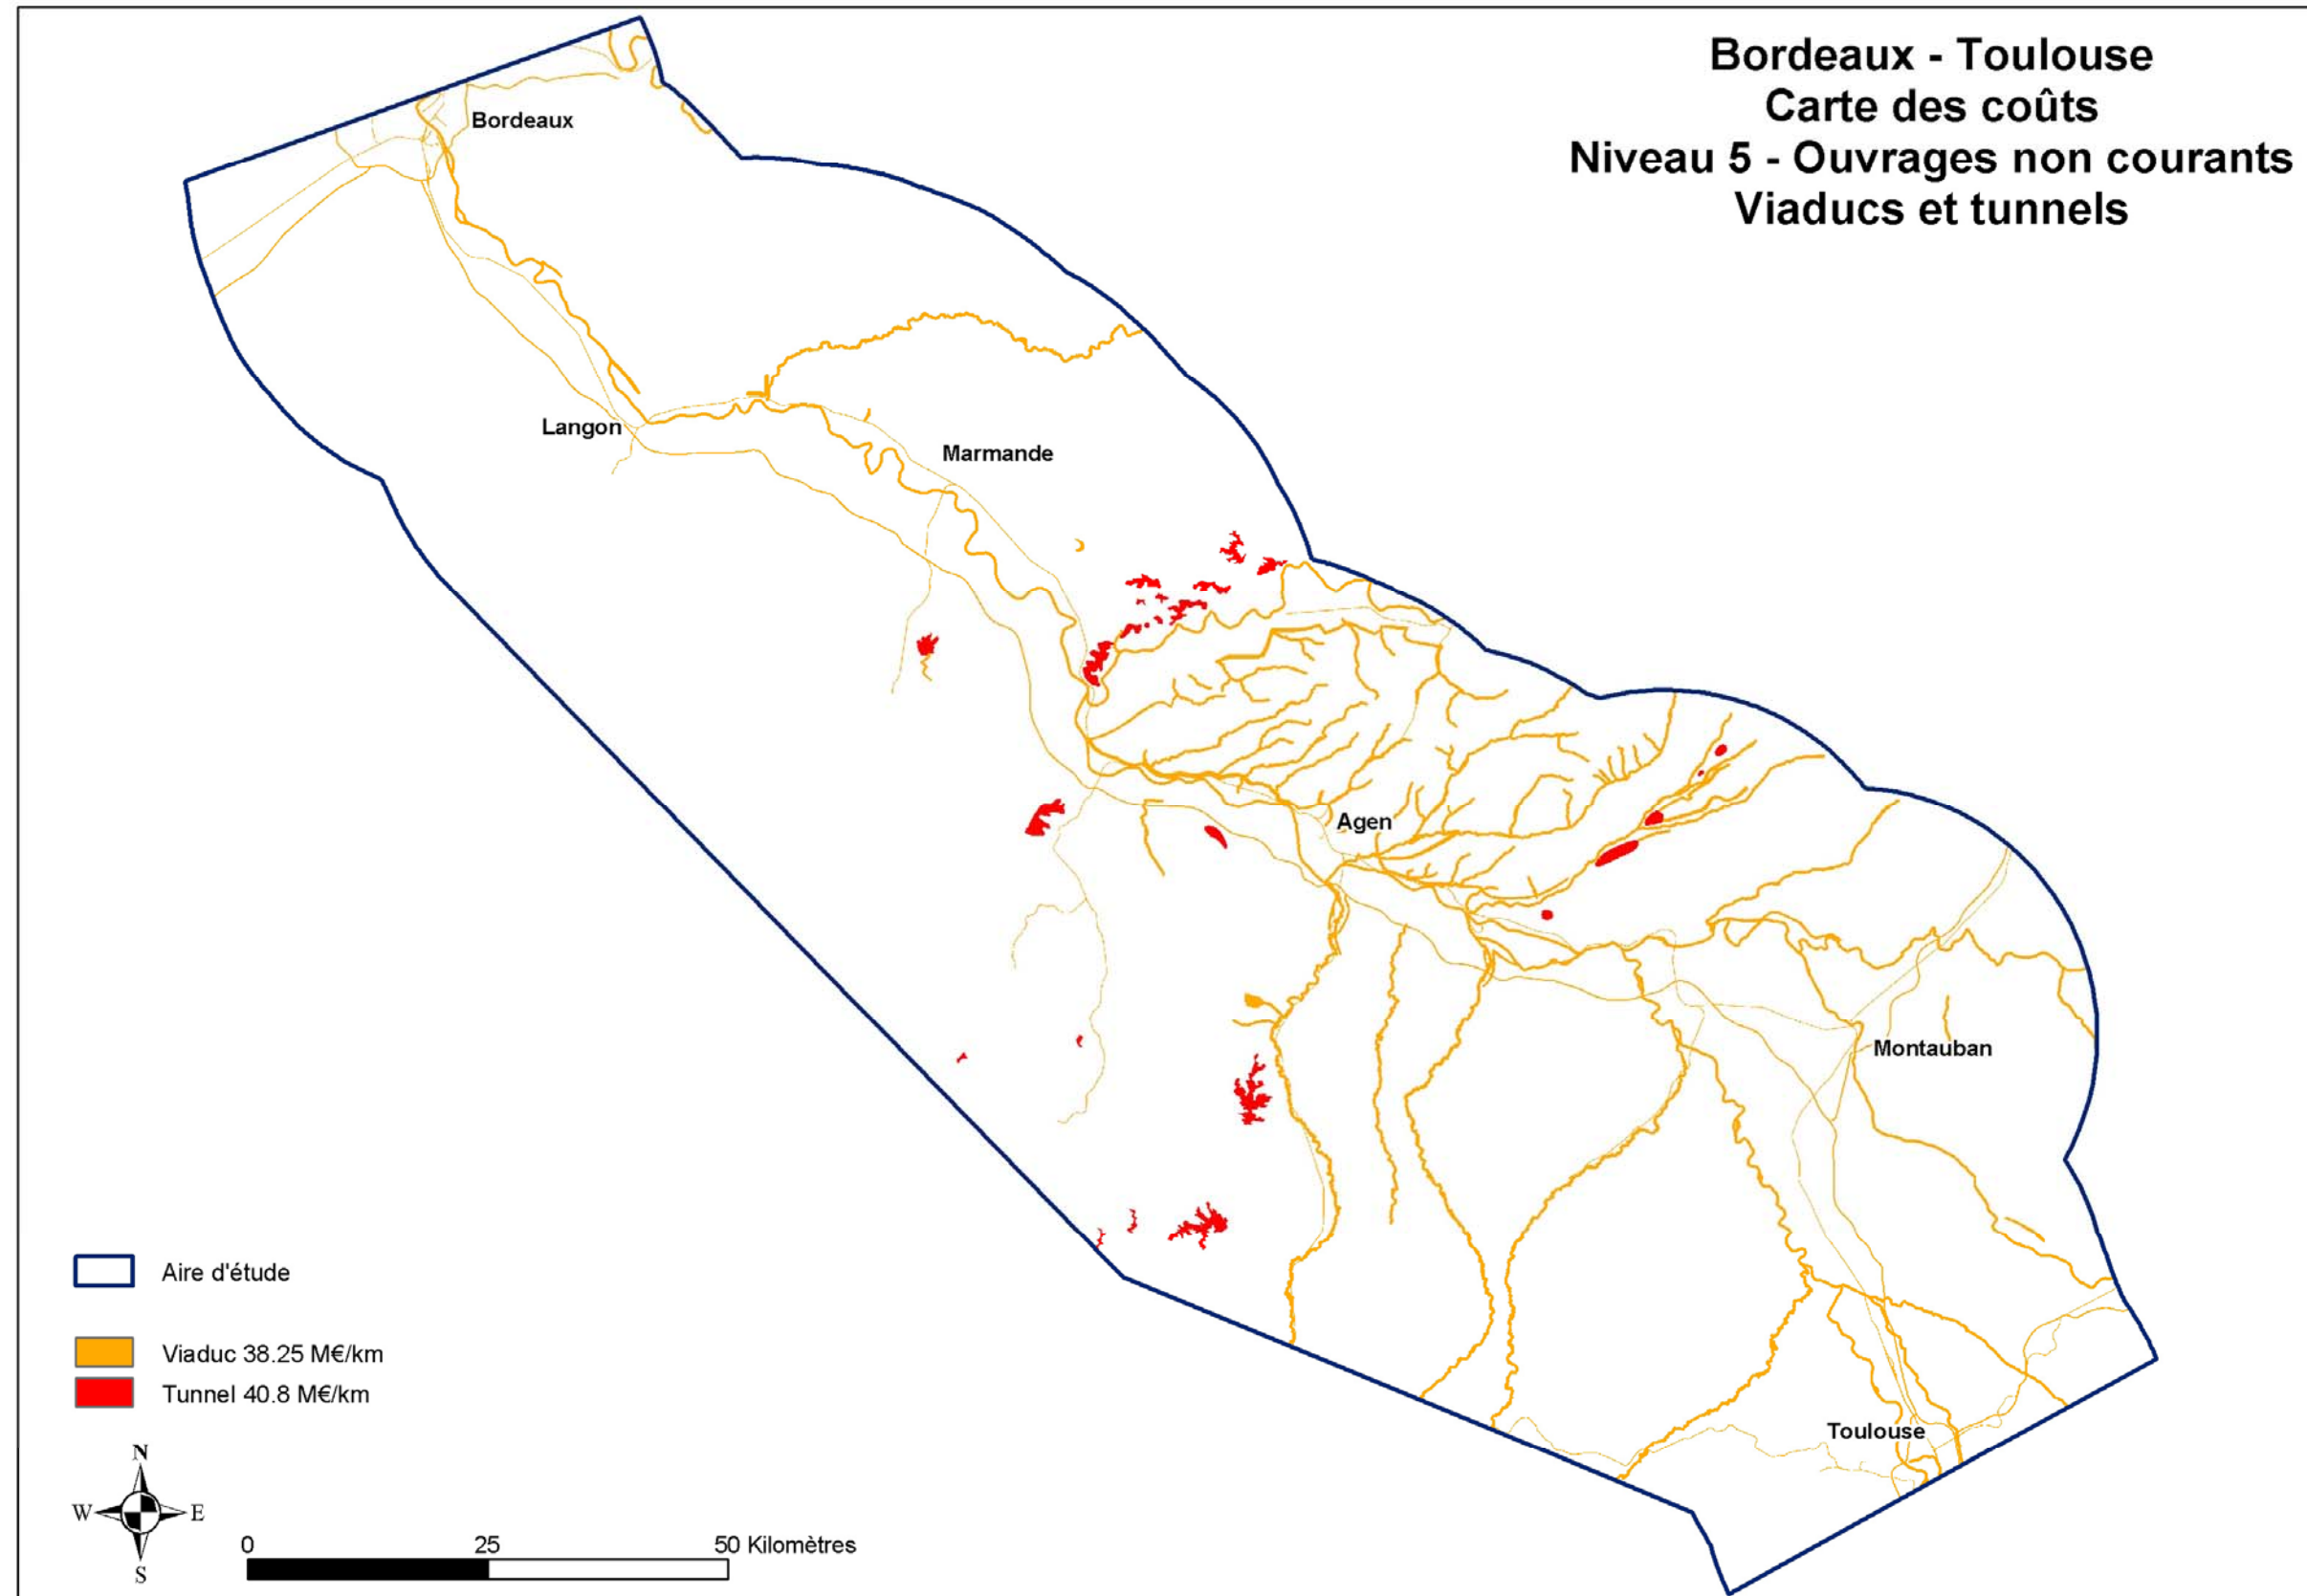 Bordeaux - Toulouse
Carte des coûts
Niveau 5 - Ouvrages non courants
Viaducs et tunnels
Bordeaux
Langon
Marmande
Agen
Montauban
Toulouse
Aire d'étude
Viaduc 38.25 M€/km
Tunnel 40.8 M€/km
N
W
E
S
0
25
50 Kilomètres